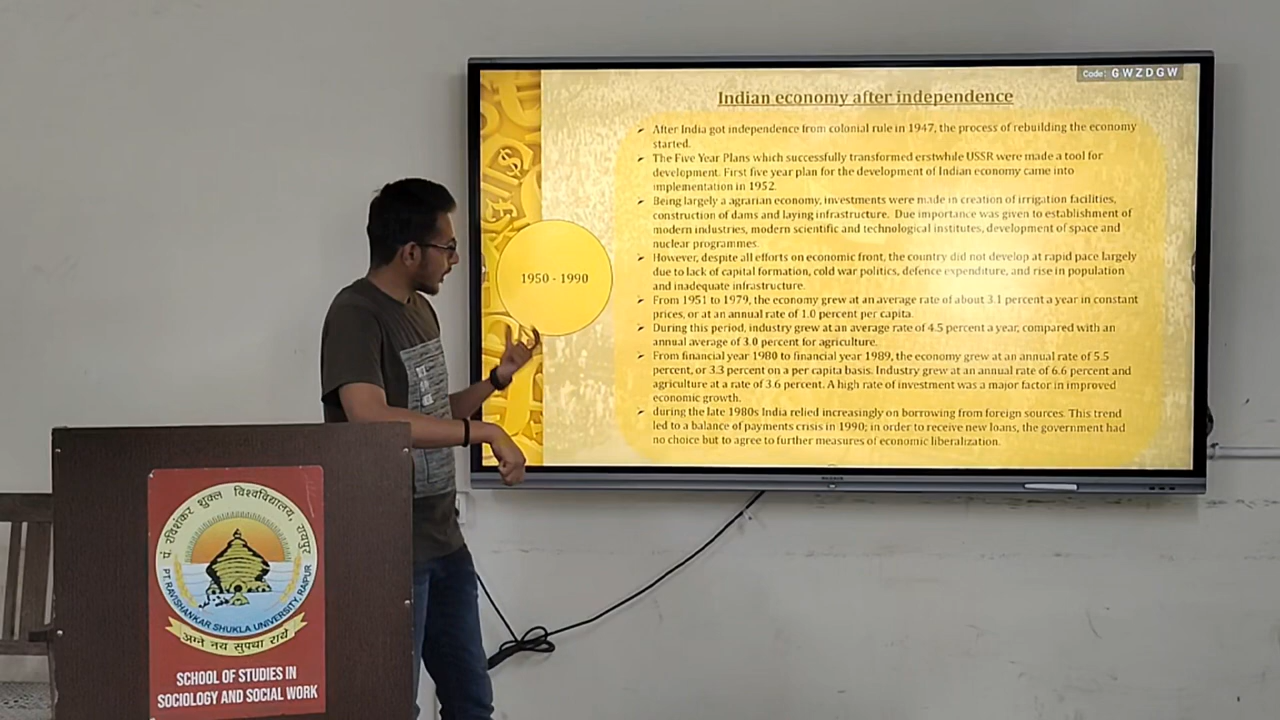 Code: GWZDGW
Indian economy after independence
➢ After India got independence from colonial rule in 1947, the process of rebuilding the economy
started.
➢ The Five Year Plans which successfully transformed erstwhile USSR were made a tool for
development. First five year plan for the development of Indian economy came into
implementation in 1952.
➢ Being largely a agrarian economy, investments were made in creation of irrigation facilities,
construction of dams and laying infrastructure. Due importance was given to establishment of
modern industries, modern scientific and technological institutes, development of space and
nuclear programmes.
➢ However, despite all efforts on economic front, the country did not develop at rapid pace largely
due to lack of capital formation, cold war politics, defence expenditure, and rise in population
and inadequate infrastructure.
➢ From 1951 to 1979, the economy grew at an average rate of about 3.1 percent a year in constant
prices, or at an annual rate of 1.0 percent per capita.
➢ During this period, industry grew at an average rate of 4.5 percent a year, compared with an
annual average of 3.0 percent for agriculture.
➢ From financial year 1980 to financial year 1989, the economy grew at an annual rate of 5.5
percent, or 3.3 percent on a per capita basis. Industry grew at an annual rate of 6.6 percent and
agriculture at a rate of 3.6 percent. A high rate of investment was a major factor in improved
economic growth.
➢ during the late 1980s India relied increasingly on borrowing from foreign sources. This trend
led to a balance of payments crisis in 1990; in order to receive new loans, the government had
no choice but to agree to further measures of economic liberalization.
1950 - 1990
पं. रविशंकर शुक्ल विश्वविद्यालय, रायपुर
PT. RAVISHANKAR SHUKLA UNIVERSITY, RAIPUR
अग्ने नय सुपथा राये
SCHOOL OF STUDIES IN
SOCIOLOGY AND SOCIAL WORK